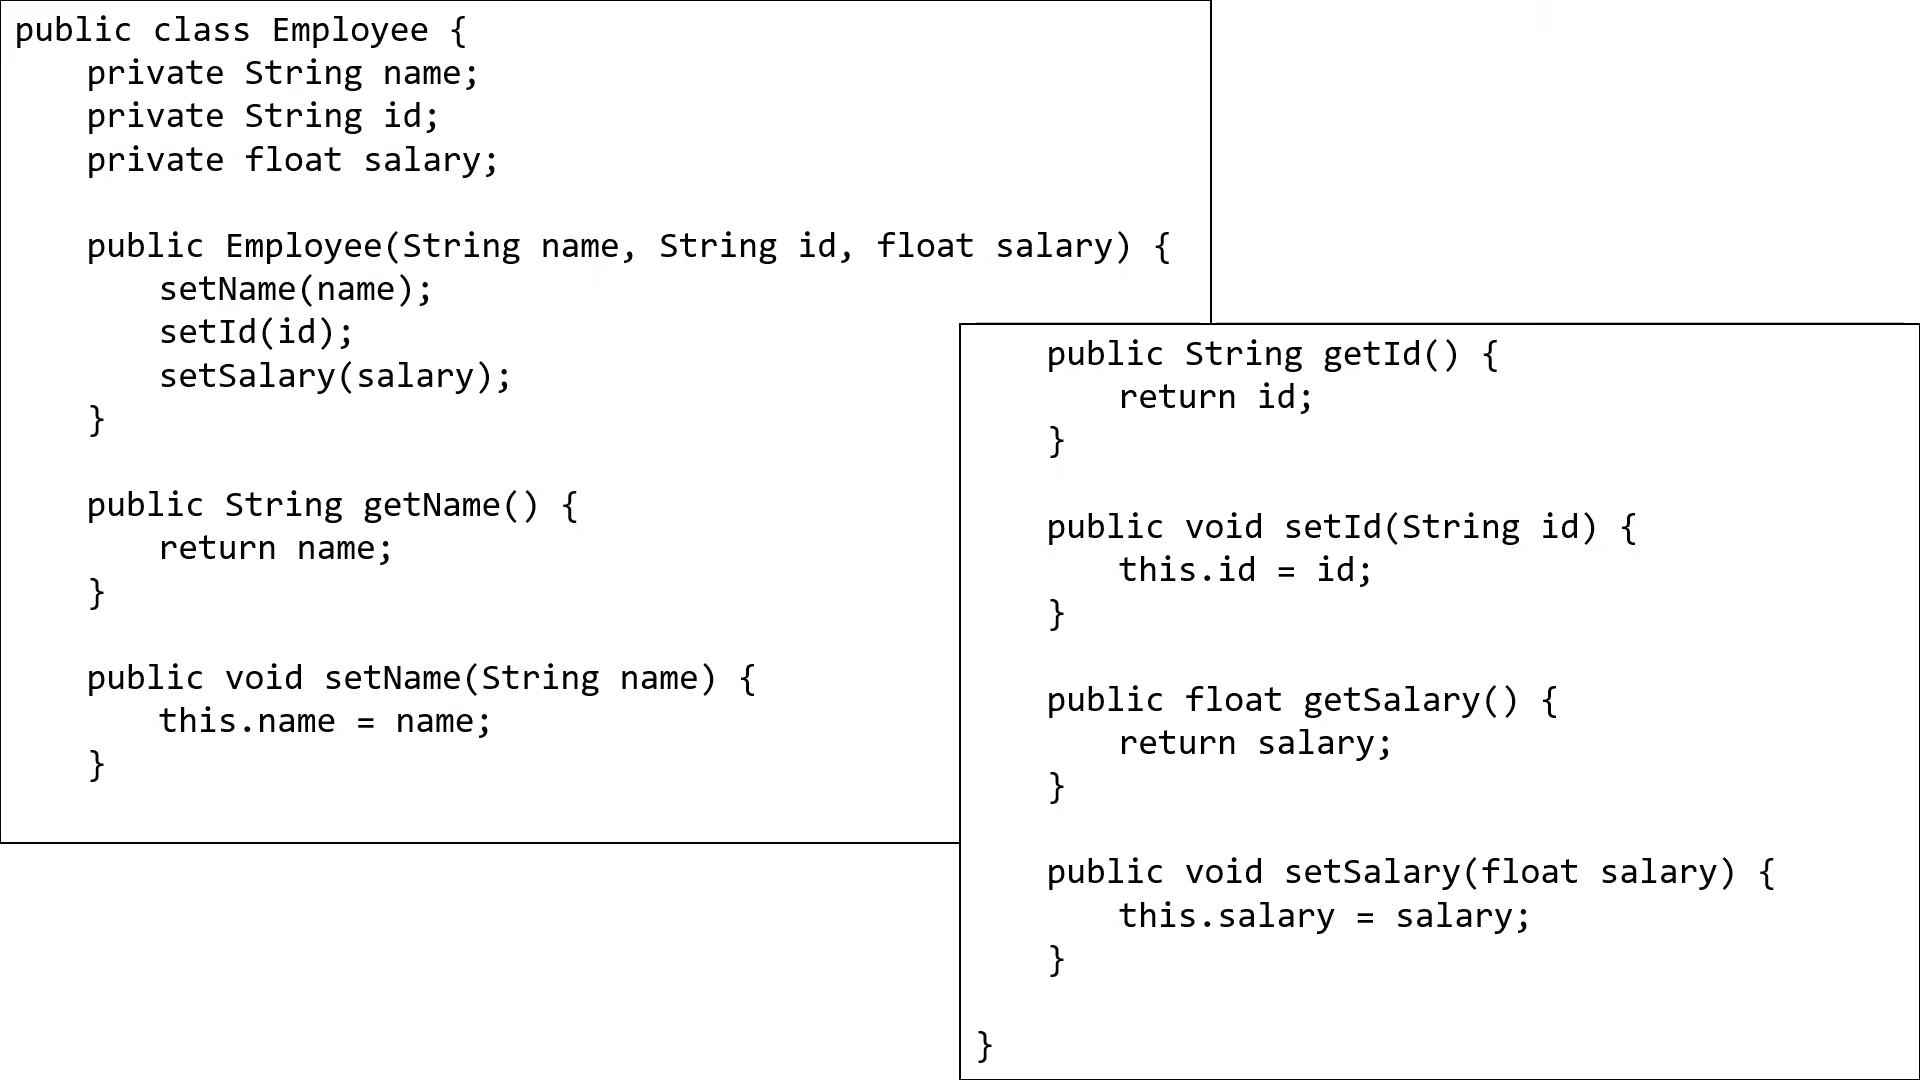 public class Employee {
    private String name;
    private String id;
    private float salary;

    public Employee(String name, String id, float salary) {
        setName(name);
        setId(id);
        setSalary(salary);
    }

    public String getName() {
        return name;
    }

    public void setName(String name) {
        this.name = name;
    }

    public String getId() {
        return id;
    }

    public void setId(String id) {
        this.id = id;
    }

    public float getSalary() {
        return salary;
    }

    public void setSalary(float salary) {
        this.salary = salary;
    }

}